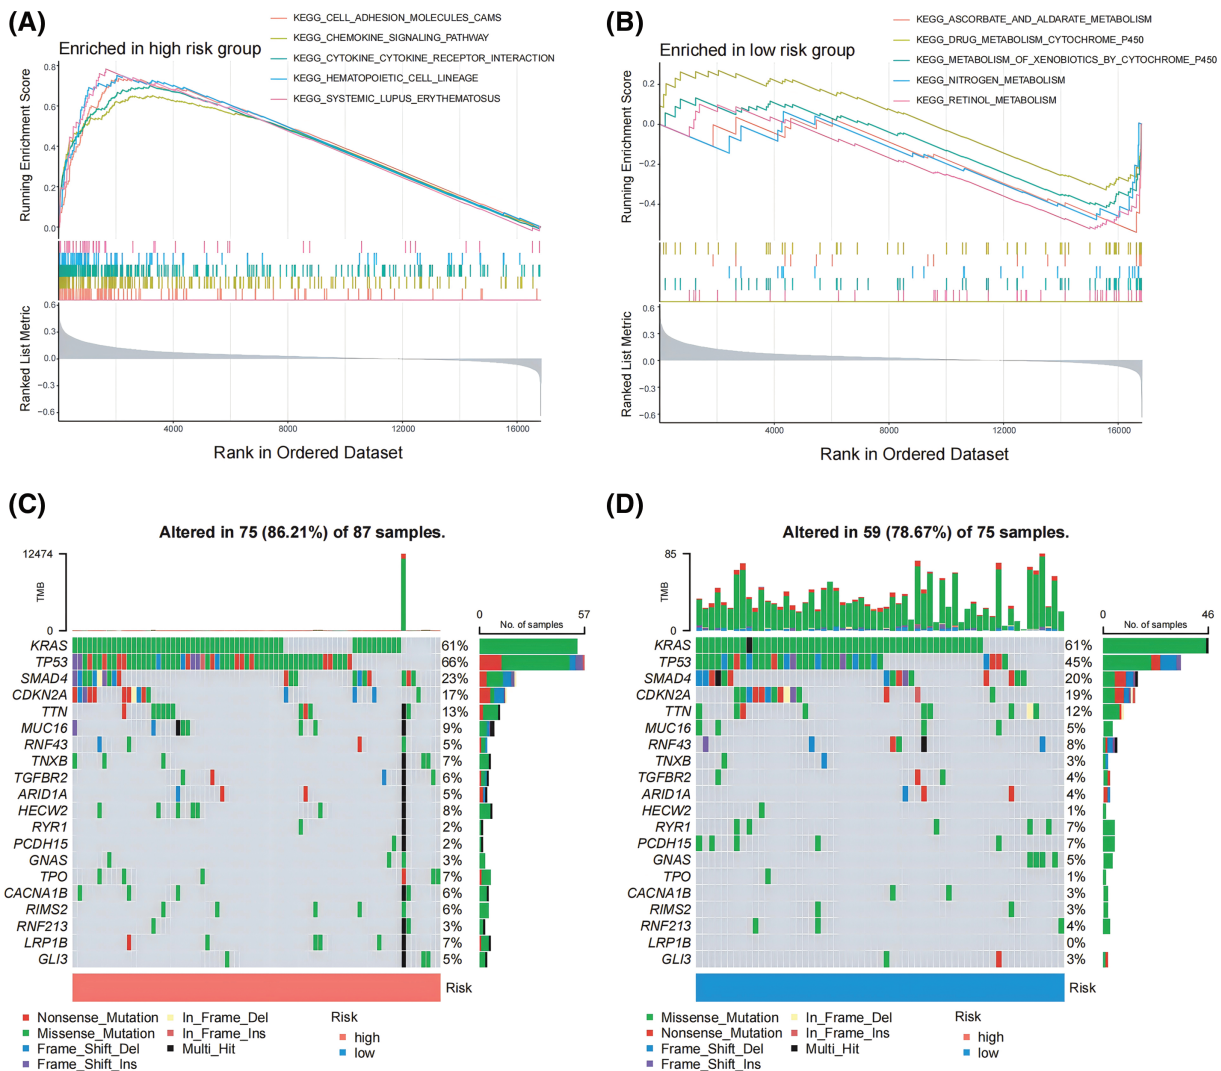 (A)
Enriched in high risk group
KEGG_CELL_ADHESION_MOLECULES_CAMS
KEGG_CHEMOKINE_SIGNALING_PATHWAY
KEGG_CYTOKINE_CYTOKINE_RECEPTOR_INTERACTION
KEGG_HEMATOPOIETIC_CELL_LINEAGE
KEGG_SYSTEMIC_LUPUS_ERYTHEMATOSUS
Running Enrichment Score
0.8
0.6
0.4
0.2
0.0
Ranked List Metric
0.6
0.3
0.0
−0.3
−0.6
4000
8000
12000
16000
Rank in Ordered Dataset
(B)
Enriched in low risk group
KEGG_ASCORBATE_AND_ALDARATE_METABOLISM
KEGG_DRUG_METABOLISM_CYTOCHROME_P450
KEGG_METABOLISM_OF_XENOBIOTICS_BY_CYTOCHROME_P450
KEGG_NITROGEN_METABOLISM
KEGG_RETINOL_METABOLISM
Running Enrichment Score
0.2
0.0
−0.2
−0.4
Ranked List Metric
0.6
0.3
0.0
−0.3
−0.6
4000
8000
12000
16000
Rank in Ordered Dataset
(C)
Altered in 75 (86.21%) of 87 samples.
12474
TMB
0
0
57
No. of samples
KRAS 61%
TP53 66%
SMAD4 23%
CDKN2A 17%
TTN 13%
MUC16 9%
RNF43 5%
TNXB 7%
TGFBR2 6%
ARID1A 5%
HECW2 8%
RYR1 2%
PCDH15 2%
GNAS 3%
TPO 7%
CACNA1B 6%
RIMS2 6%
RNF213 3%
LRP1B 7%
GLI3 5%
Risk
Nonsense_Mutation
Missense_Mutation
Frame_Shift_Del
Frame_Shift_Ins
In_Frame_Del
In_Frame_Ins
Multi_Hit
Risk
high
low
(D)
Altered in 59 (78.67%) of 75 samples.
85
TMB
0
0
46
No. of samples
KRAS 61%
TP53 45%
SMAD4 20%
CDKN2A 19%
TTN 12%
MUC16 5%
RNF43 8%
TNXB 3%
TGFBR2 4%
ARID1A 4%
HECW2 1%
RYR1 7%
PCDH15 7%
GNAS 5%
TPO 1%
CACNA1B 3%
RIMS2 3%
RNF213 4%
LRP1B 0%
GLI3 3%
Risk
Missense_Mutation
Nonsense_Mutation
Frame_Shift_Del
Frame_Shift_Ins
In_Frame_Del
In_Frame_Ins
Multi_Hit
Risk
high
low